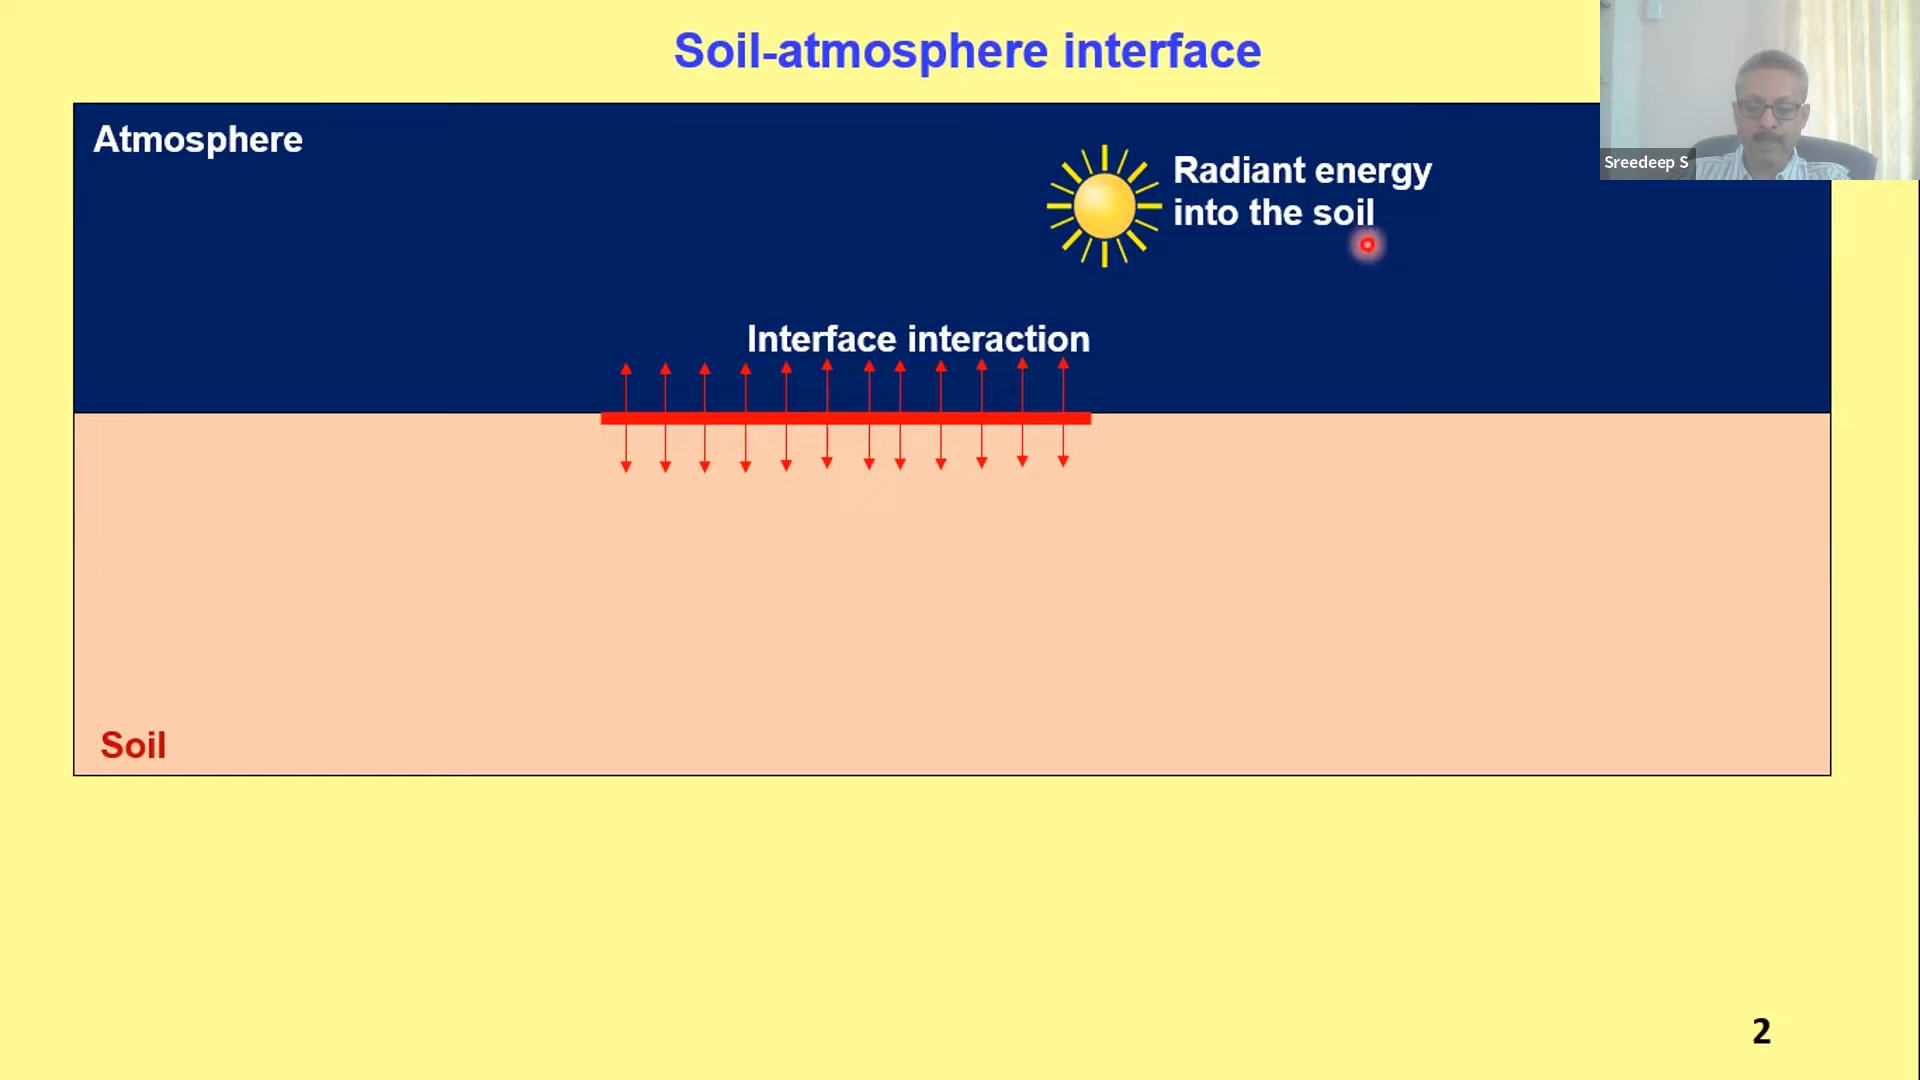 Soil-atmosphere interface
Atmosphere
Radiant energy
into the soil
Sreedeep S
Interface interaction
Soil
2